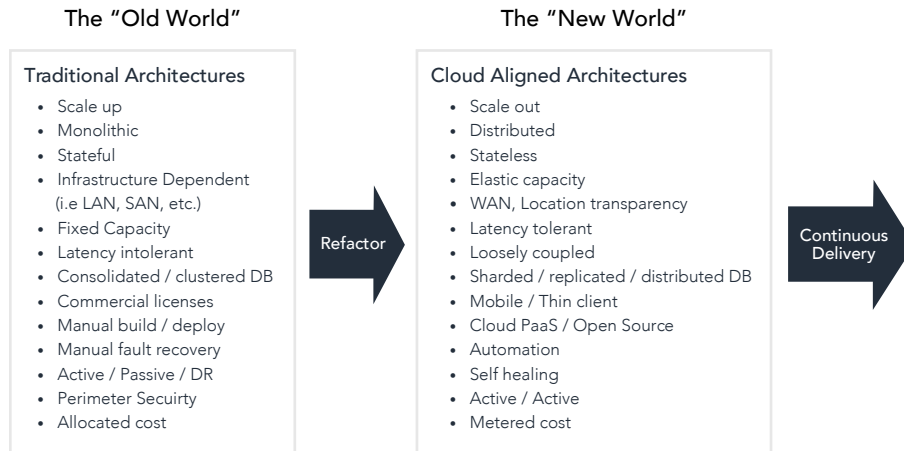 The “Old World”
Traditional Architectures
• Scale up
• Monolithic
• Stateful
• Infrastructure Dependent
(i.e LAN, SAN, etc.)
• Fixed Capacity
• Latency intolerant
• Consolidated / clustered DB
• Commercial licenses
• Manual build / deploy
• Manual fault recovery
• Active / Passive / DR
• Perimeter Secuirty
• Allocated cost
Refactor
The “New World”
Cloud Aligned Architectures
• Scale out
• Distributed
• Stateless
• Elastic capacity
• WAN, Location transparency
• Latency tolerant
• Loosely coupled
• Sharded / replicated / distributed DB
• Mobile / Thin client
• Cloud PaaS / Open Source
• Automation
• Self healing
• Active / Active
• Metered cost
Continuous
Delivery